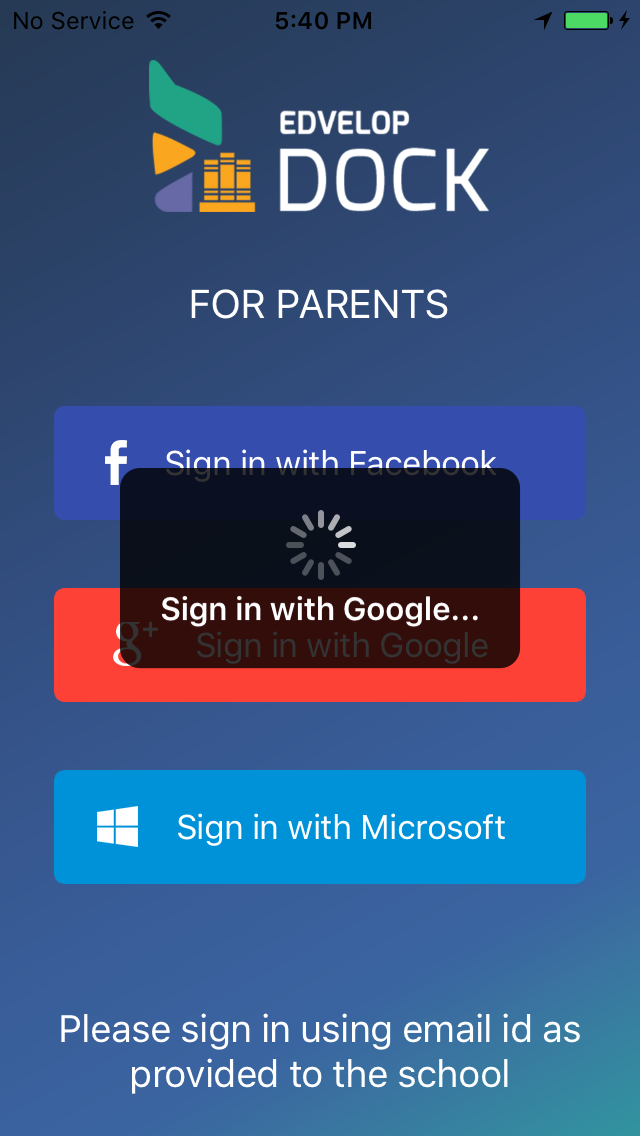 No Service 5:40 PM
EDVELOP
DOCK
FOR PARENTS
Sign in with Facebook
Sign in with Google...
g+ Sign in with Google
Sign in with Microsoft
Please sign in using email id as
provided to the school